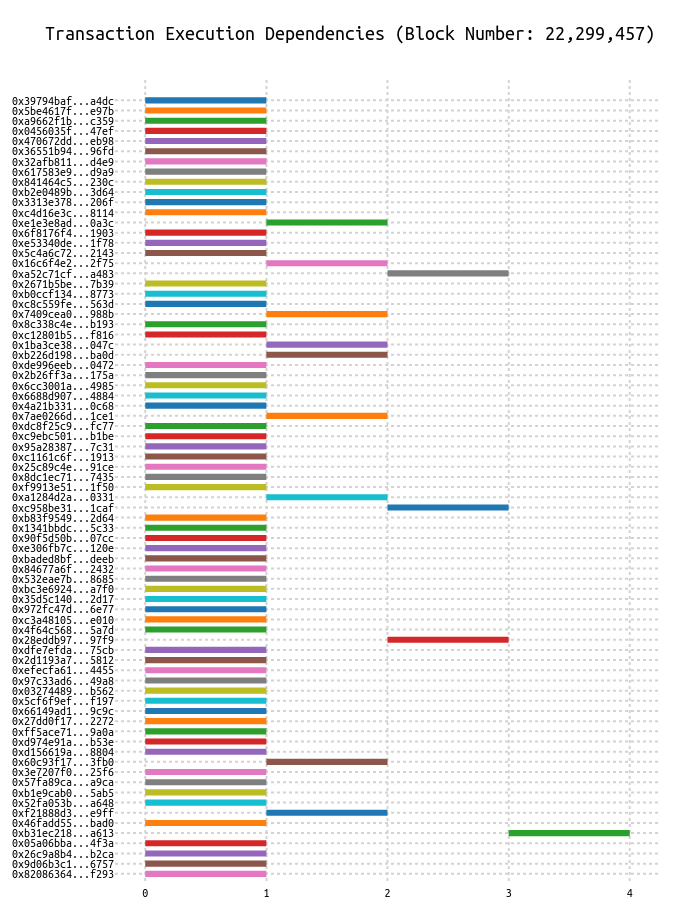 Transaction Execution Dependencies (Block Number: 22,299,457)
0x39794baf...a4dc
0x5be4617f...e97b
0xa9662f1b...c359
0x0456035f...47ef
0x470672dd...eb98
0x36551b94...96fd
0x32afb811...d4e9
0x617583e9...d9a9
0x841464c5...230c
0xb2e0489b...3d64
0x3313e378...206f
0xc4d16e3c...8114
0xe1e3e8ad...0a3c
0x6f8176f4...1903
0xe53340de...1f78
0x5c4a6c72...2143
0x16c6f4e2...2f75
0xa52c71cf...a483
0x2671b5be...7b39
0xb0ccf134...8773
0xc8c559fe...563d
0x7409cea0...988b
0x8c338c4e...b193
0xc12801b5...f816
0x1ba3ce38...047c
0xb226d198...ba0d
0xde996eeb...0472
0x2b26ff3a...175a
0x6cc3001a...4985
0x6688d907...4884
0x4a21b331...0c68
0x7ae0266d...1ce1
0xdc8f25c9...fc77
0xc9ebc501...b1be
0x95a28387...7c31
0xc1161c6f...1913
0x25c89c4e...91ce
0x8dc1ec71...7435
0xf9913e51...1f50
0xa1284d2a...0331
0xc958be31...1caf
0xb83f9549...2d64
0x1341bbdc...5c33
0x90f5d50b...07cc
0xe306fb7c...120e
0xbaded8bf...deeb
0x84677a6f...2432
0x532eae7b...8685
0xbc3e6924...a7f0
0x35d5c140...2d17
0x972fc47d...6e77
0xc3a48105...e010
0x4f64c568...5a7d
0x28eddb97...97f9
0xdfe7efda...75cb
0x2d1193a7...5812
0xefecfa61...4455
0x97c33ad6...49a8
0x03274489...b562
0x5cf6f9ef...f197
0x66149ad1...9c9c
0x27dd0f17...2272
0xff5ace71...9a0a
0xd974e91a...b53e
0xd156619a...8804
0x60c93f17...3fb0
0x3e7207f0...25f6
0x57fa89ca...a9ca
0xb1e9cab0...5ab5
0x52fa053b...a648
0xf21888d3...e9ff
0x46fadd55...bad0
0xb31ec218...a613
0x05a06bba...4f3a
0x26c9a8b4...b2ca
0x9d06b3c1...6757
0x82086364...f293
0 1 2 3 4